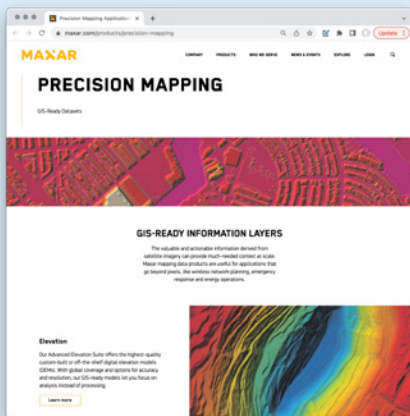 Precision Mapping Application
maxar.com/products/precision-mapping
Update
MAXAR
COMPANY PRODUCTS WHO WE SERVE NEWS & EVENTS EXPLORE LOGIN
PRECISION MAPPING
GIS-Ready Datasets
GIS-READY INFORMATION LAYERS
The valuable and actionable information derived from
satellite imagery can provide much-needed context at scale.
Maxar mapping data products are useful for applications that
go beyond pixels, like wireless network planning, emergency
response and energy operations.
Elevation
Our Advanced Elevation Suite offers the highest quality
custom-built or off-the-shelf digital elevation models
(DEMs). With global coverage and options for accuracy
and resolution, our GIS-ready models let you focus on
analysis instead of processing.
Learn more